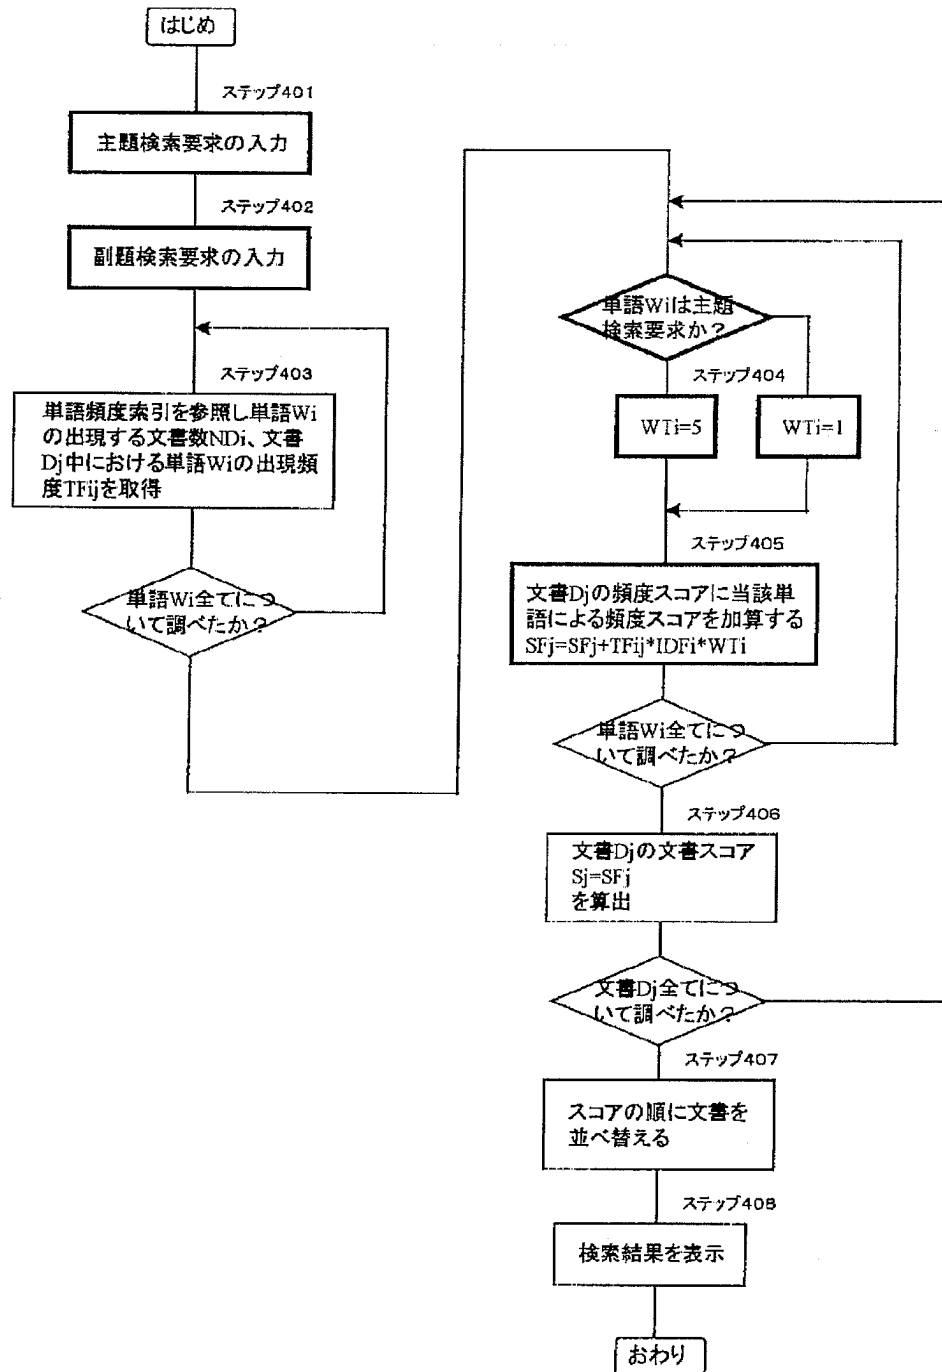 はじめ
ステップ401
主題検索要求の入力
ステップ402
副題検索要求の入力
ステップ403
単語頻度索引を参照し単語Wi
の出現する文書数NDi、文書
Dj中における単語Wiの出現頻
度TFijを取得
単語Wi全てにつ
いて調べたか？
単語Wiは主題
検索要求か？
ステップ404
WTi=5
WTi=1
ステップ405
文書Djの頻度スコアに当該単
語による頻度スコアを加算する
SFj=SFj+TFij*IDFi*WTi
単語Wi全てにつ
いて調べたか？
ステップ406
文書Djの文書スコア
Sj=SFj
を算出
文書Dj全てにつ
いて調べたか？
ステップ407
スコアの順に文書を
並べ替える
ステップ408
検索結果を表示
おわり